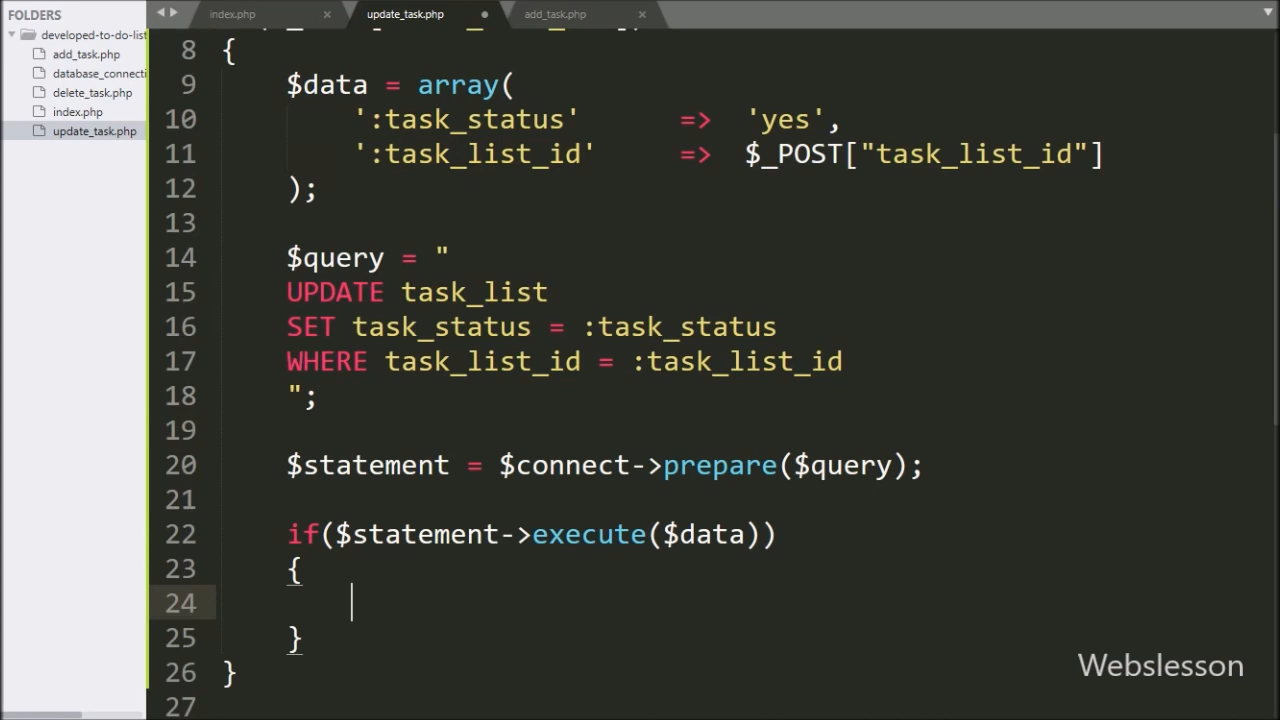 FOLDERS
developed-to-do-list
add_task.php
database_connecti
delete_task.php
index.php
update_task.php
index.php × update_task.php add_task.php ×
8 {
9 $data = array(
10 ':task_status' => 'yes',
11 ':task_list_id' => $_POST["task_list_id"]
12 );
13
14 $query = "
15 UPDATE task_list
16 SET task_status = :task_status
17 WHERE task_list_id = :task_list_id
18 ";
19
20 $statement = $connect->prepare($query);
21
22 if($statement->execute($data))
23 {
24
25 }
26 }
27
Webslesson